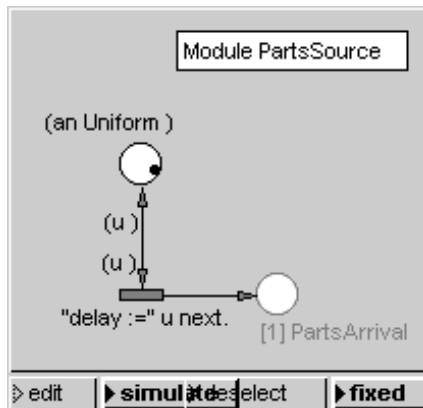 Module PartsSource
(an Uniform )
(u )
(u )
"delay :=" u next.
[1] PartsArrival
edit simulate deselect fixed